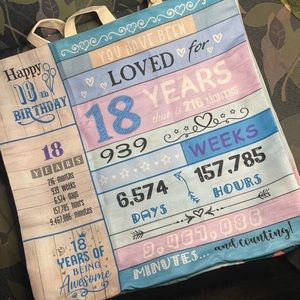 Happy
18th
BIRTHDAY
18
YEARS
216 months
939 weeks
6,574 days
157,785 hours
9,467,086 minutes
18
YEARS OF
BEING
Awesome
YOU HAVE BEEN
LOVED for
18 YEARS
that is 216 MONTHS
939
WEEKS
6,574
DAYS
157,785
HOURS
9,467,086
MINUTES... and counting!